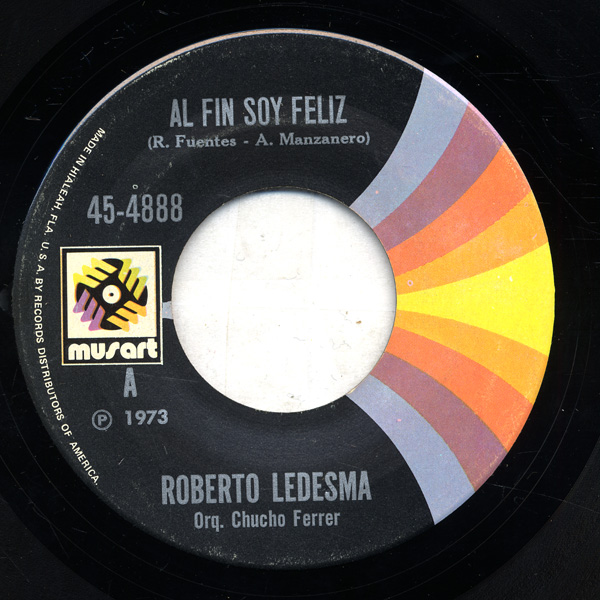 AL FIN SOY FELIZ
(R. Fuentes - A. Manzanero)
45-4888
musart
A
Ⓟ 1973
ROBERTO LEDESMA
Orq. Chucho Ferrer
MADE IN HIALEAH, FLA. U.S.A. BY RECORDS DISTRIBUTORS OF AMERICA.